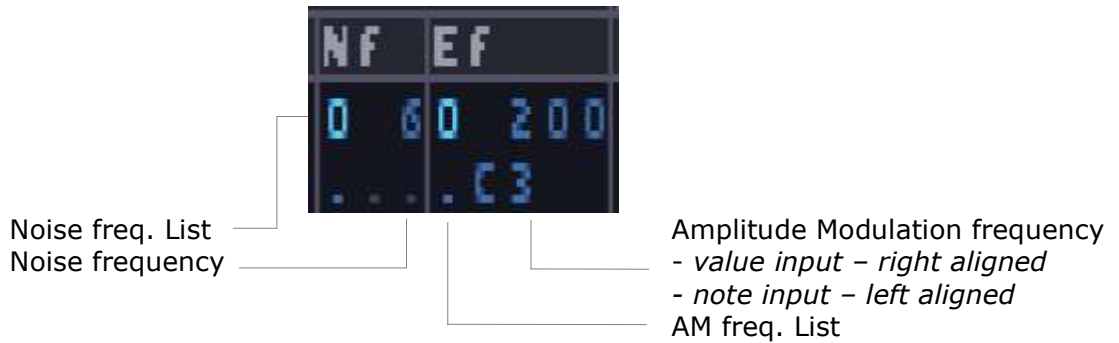 Nf Ef
0 6 0 200
. . . . C3
Noise freq. List
Noise frequency
Amplitude Modulation frequency
- value input – right aligned
- note input – left aligned
AM freq. List